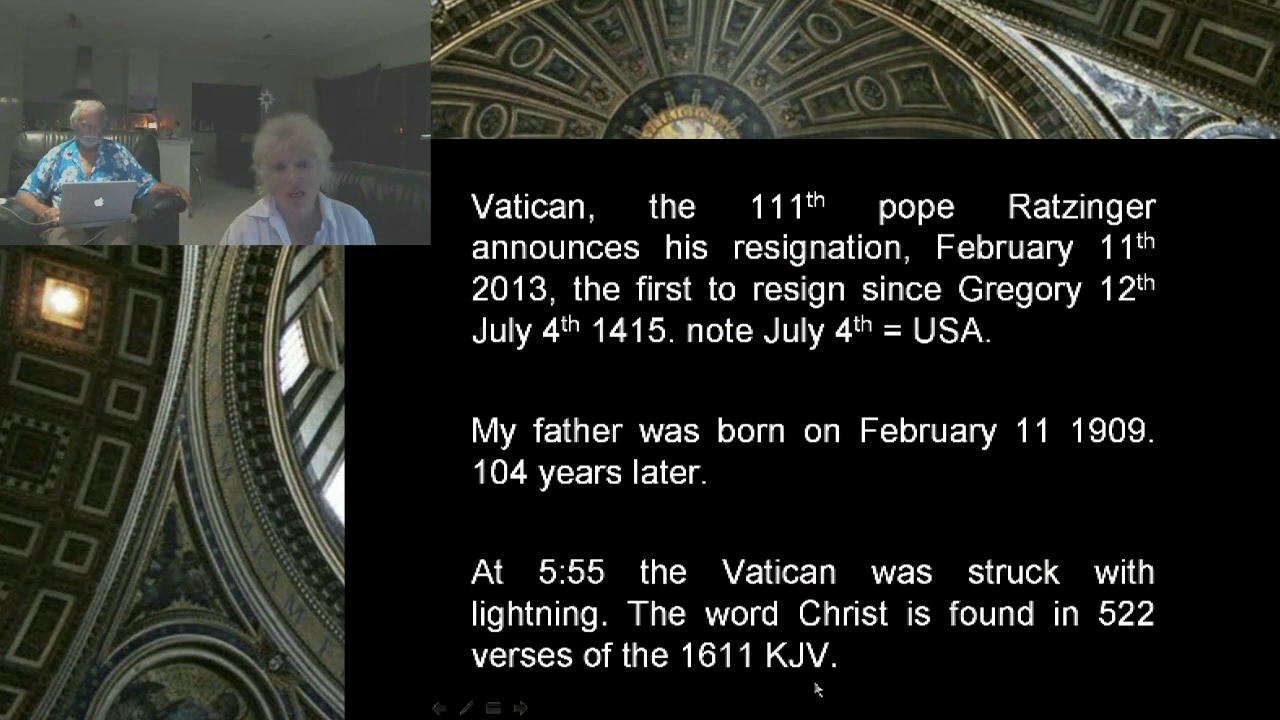 Vatican, the 111th pope Ratzinger
announces his resignation, February 11th
2013, the first to resign since Gregory 12th
July 4th 1415. note July 4th = USA.
My father was born on February 11 1909.
104 years later.
At 5:55 the Vatican was struck with
lightning. The word Christ is found in 522
verses of the 1611 KJV.